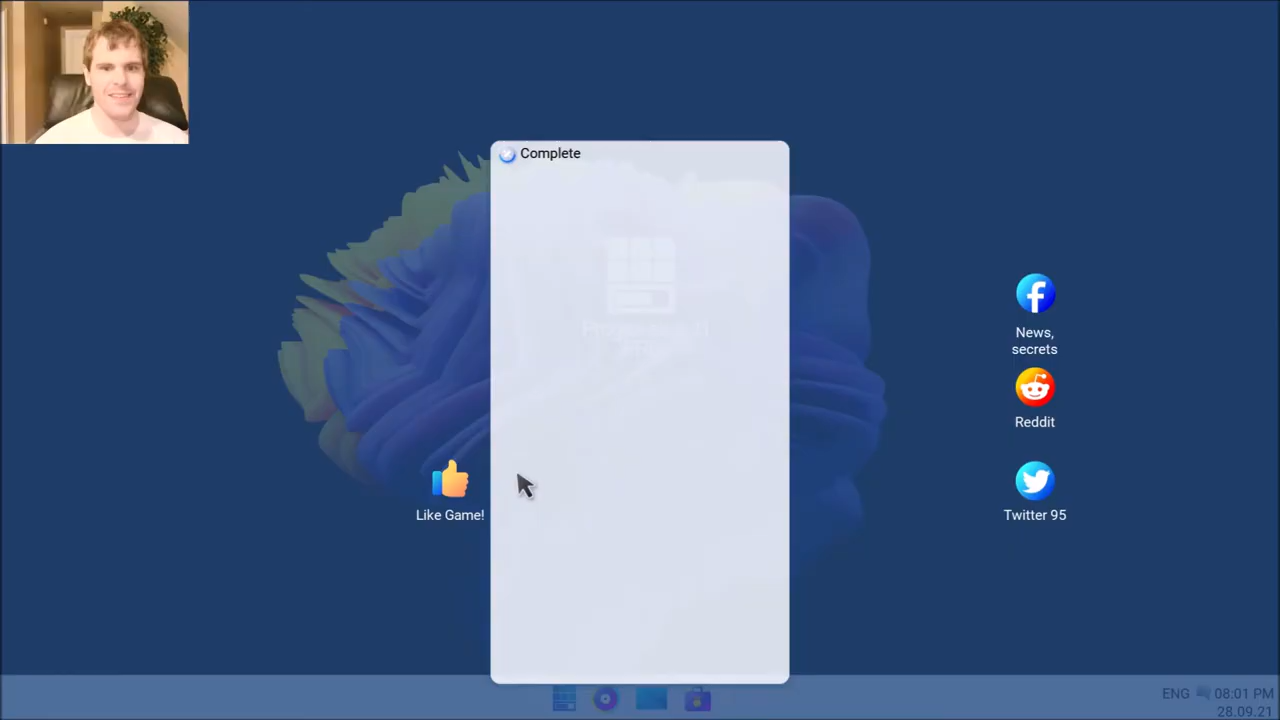 Complete
News,
secrets
Reddit
Like Game!
Twitter 95
ENG 08:01 PM
28.09.21